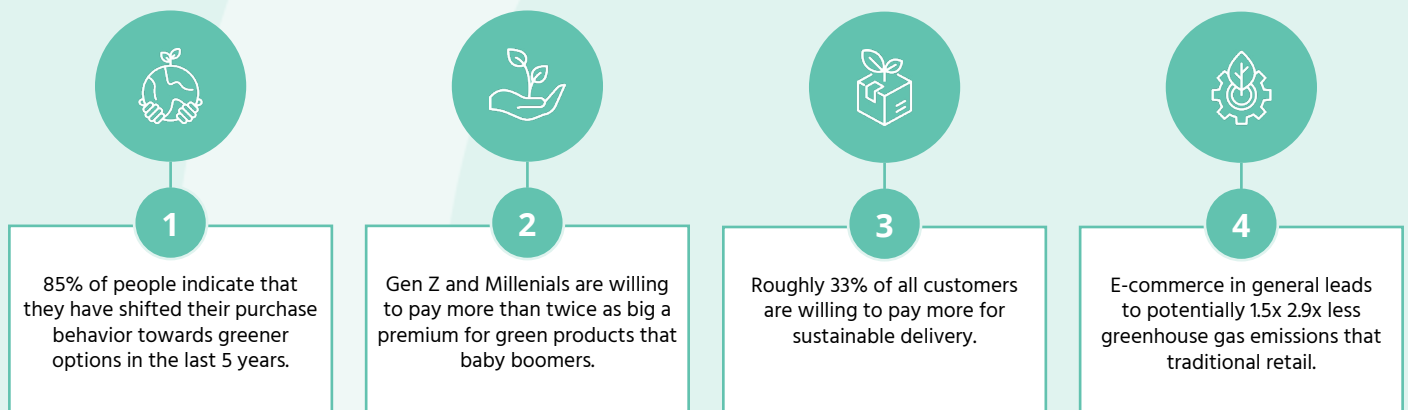 1
85% of people indicate that
they have shifted their purchase
behavior towards greener
options in the last 5 years.
2
Gen Z and Millenials are willing
to pay more than twice as big a
premium for green products that
baby boomers.
3
Roughly 33% of all customers
are willing to pay more for
sustainable delivery.
4
E-commerce in general leads
to potentially 1.5x 2.9x less
greenhouse gas emissions that
traditional retail.